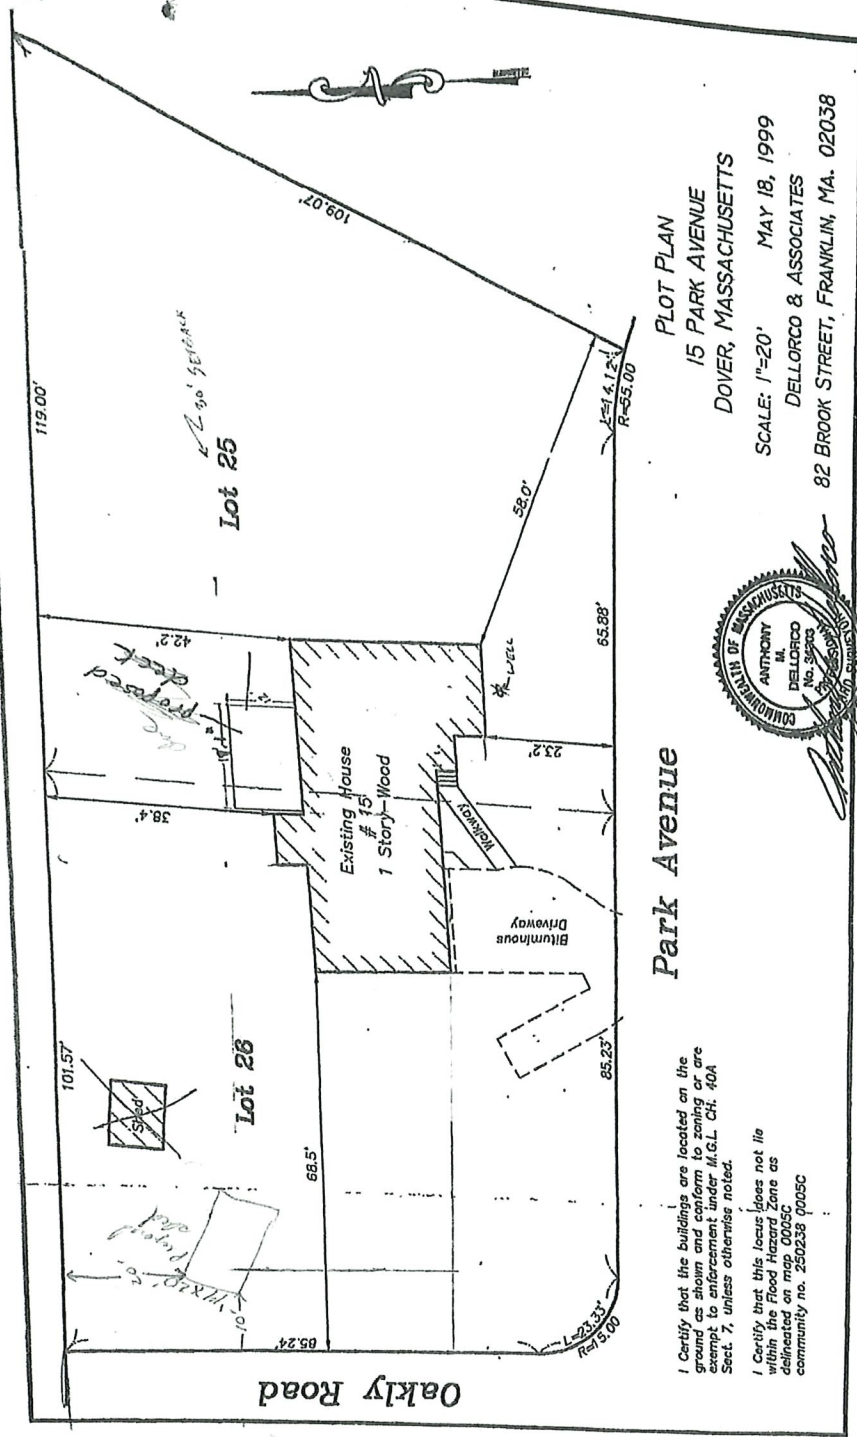 119.00'
109.07'
30' SETBACK
Lot 25
42.2'
proposed
deck
38.4'
58.0'
WELL
L=14.12'
R=55.00
65.88'
23.2'
Existing House
# 15
1 Story-Wood
Walkway
Bituminous
Driveway
101.57'
Shed
Lot 26
68.5'
85.23'
14x20'
proposed
shed
20'
10'
85.24'
L=23.33'
R=15.00
Oakly Road
Park Avenue
PLOT PLAN
15 PARK AVENUE
DOVER, MASSACHUSETTS
SCALE: 1"=20' MAY 18, 1999
DELLORCO & ASSOCIATES
82 BROOK STREET, FRANKLIN, MA. 02038
COMMONWEALTH OF MASSACHUSETTS
ANTHONY
M.
DELLORCO
I Certify that the buildings are located on the
ground as shown and conform to zoning or are
exempt to enforcement under M.G.L. CH. 40A
Sect. 7, unless otherwise noted.
I Certify that this locus does not lie
within the Flood Hazard Zone as
delineated on map 0005C
community no. 250238 0005C